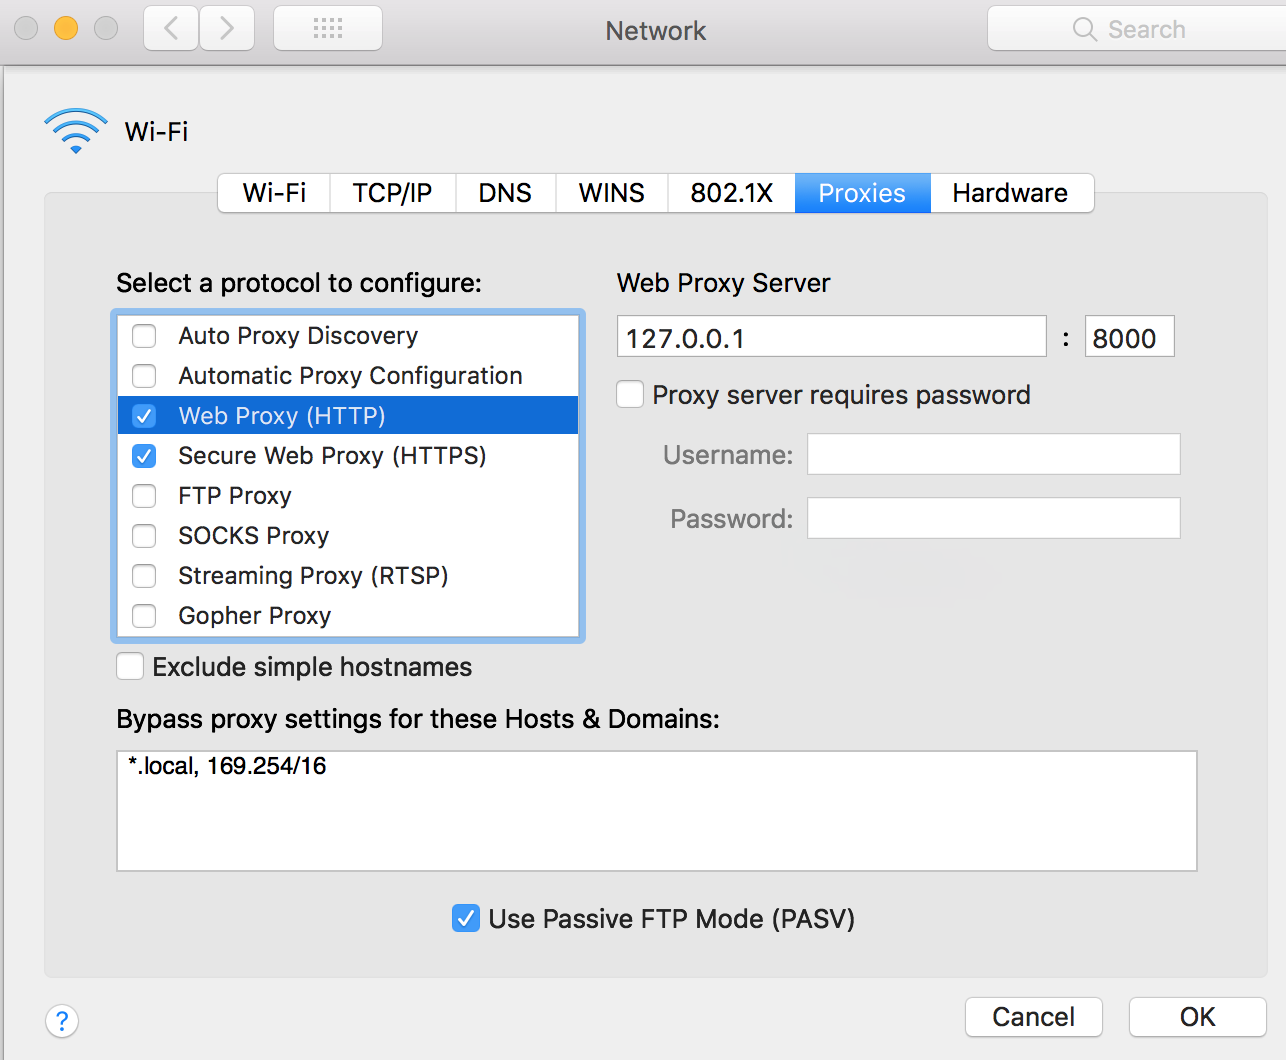 Network
Search
Wi-Fi
Wi-Fi TCP/IP DNS WINS 802.1X Proxies Hardware
Select a protocol to configure:
Auto Proxy Discovery
Automatic Proxy Configuration
Web Proxy (HTTP)
Secure Web Proxy (HTTPS)
FTP Proxy
SOCKS Proxy
Streaming Proxy (RTSP)
Gopher Proxy
Exclude simple hostnames
Web Proxy Server
127.0.0.1 : 8000
Proxy server requires password
Username:
Password:
Bypass proxy settings for these Hosts & Domains:
*.local, 169.254/16
Use Passive FTP Mode (PASV)
?
Cancel OK